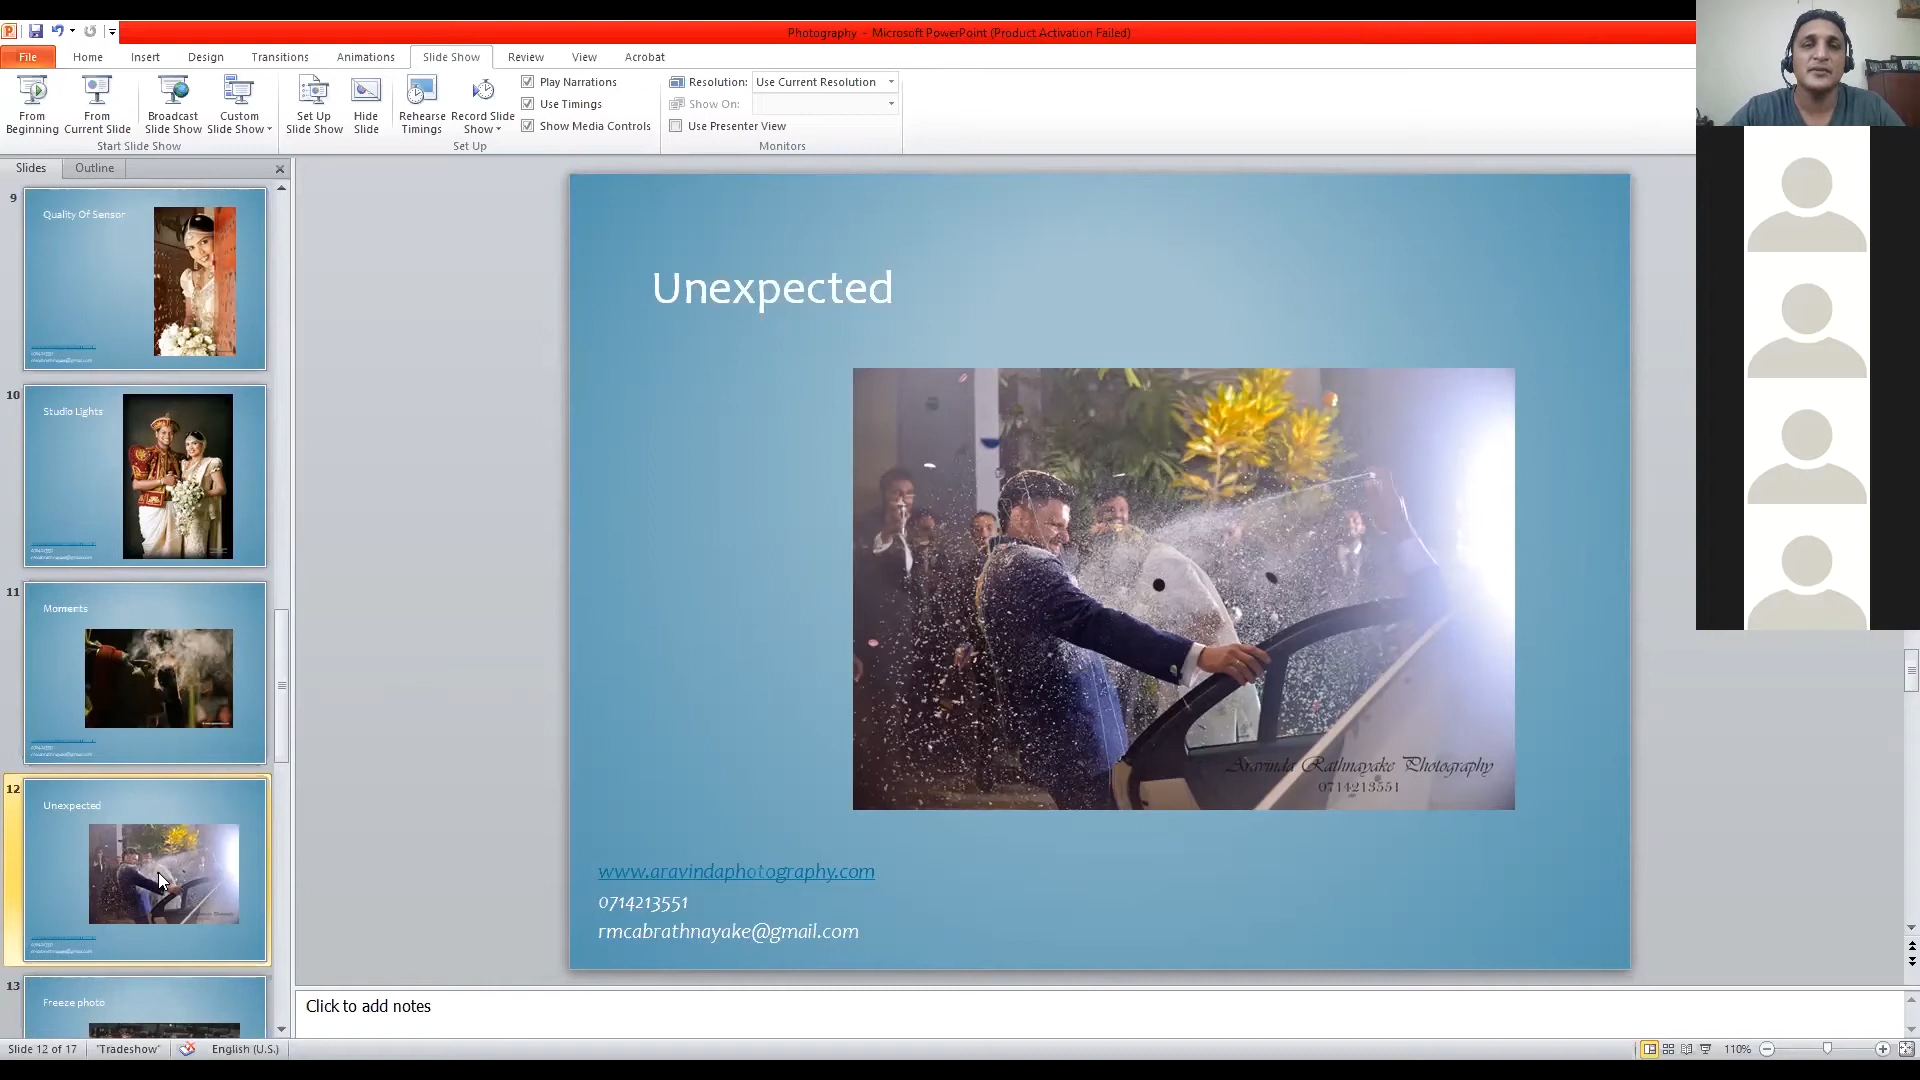 Photography - Microsoft PowerPoint (Product Activation Failed)
File Home Insert Design Transitions Animations Slide Show Review View Acrobat
From Beginning
From Current Slide
Broadcast Slide Show
Custom Slide Show
Start Slide Show
Set Up Slide Show
Hide Slide
Rehearse Timings
Record Slide Show
Play Narrations
Use Timings
Show Media Controls
Set Up
Resolution: Use Current Resolution
Show On:
Use Presenter View
Monitors
Slides Outline
9
Quality Of Sensor
10
Studio Lights
11
Moments
12
Unexpected
13
Freeze photo
Unexpected
Aravinda Rathnayake Photography
0714213551
www.aravindaphotography.com
0714213551
rmcabrathnayake@gmail.com
Click to add notes
Slide 12 of 17 "Tradeshow" English (U.S.) 110%